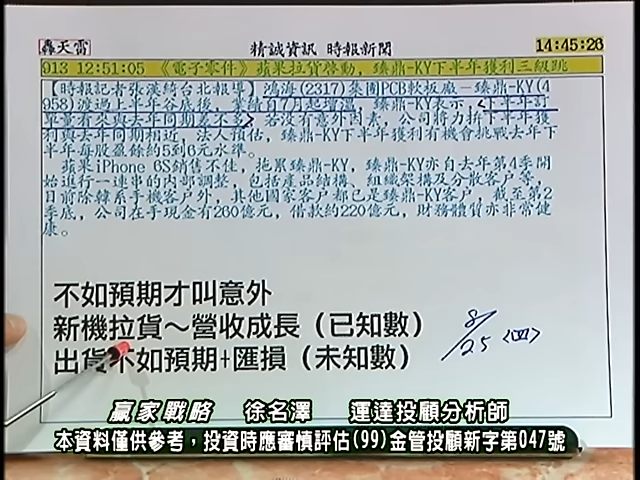 轟天雷 精誠資訊 時報新聞 14:45:26
913 12:51:05 《電子零件》蘋果拉貨啟動，臻鼎-KY下半年獲利三級跳
【時報記者張漢綺台北報導】鴻海(2317)集團PCB軟板廠－臻鼎-KY(4
958)渡過上半年谷底後，業績自7月起增溫，臻鼎-KY表示，下半年訂
單量看來與去年同期差不多，若沒有意外因素，公司將力拚下半年獲
利與去年同期相近，法人預估，臻鼎-KY下半年獲利有機會挑戰去年下
半年每股盈餘約5到6元水準。
蘋果iPhone 6S銷售不佳，拖累臻鼎-KY，臻鼎-KY亦自去年第4季開
始進行一連串的內部調整，包括產品結構、組織架構及分散客戶等，
目前除韓系手機客戶外，其他國家客戶都已是臻鼎-KY客戶，截至第2
季底，公司在手現金有260億元，借款約220億元，財務體質亦非常健
康。
不如預期才叫意外
新機拉貨～營收成長（已知數）
出貨不如預期+匯損（未知數）
8/25 (四)
贏家戰略 徐名澤 運達投顧分析師
本資料僅供參考，投資時應審慎評估(99)金管投顧新字第047號